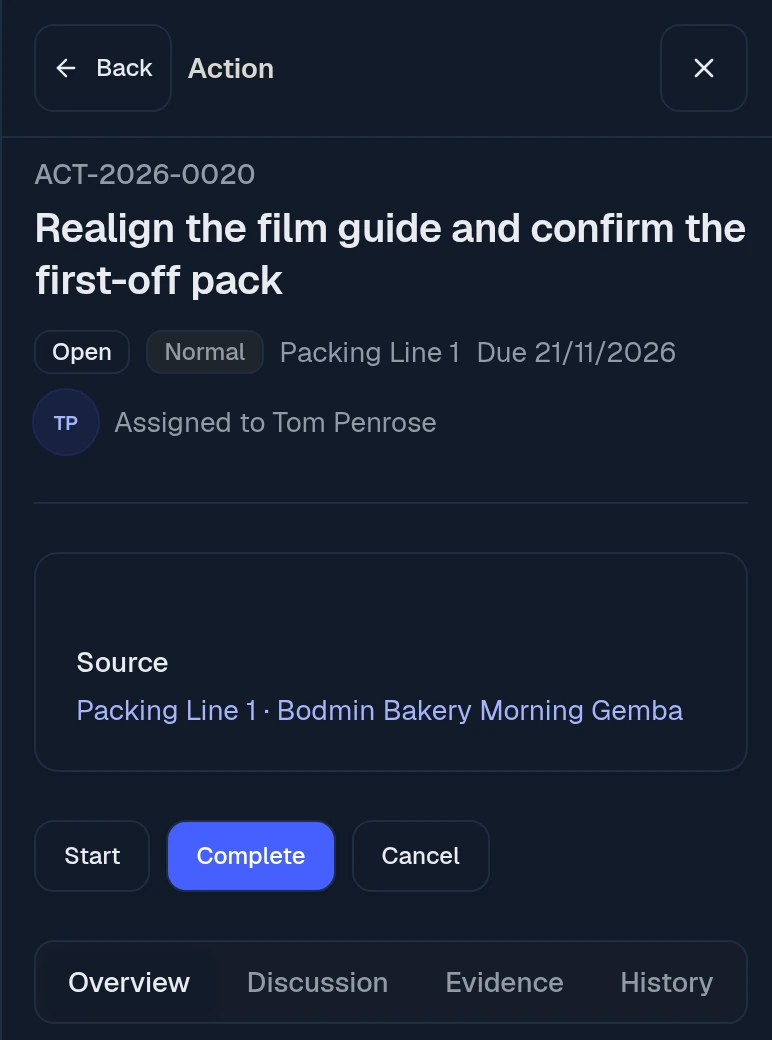 Back Action
ACT-2026-0020
Realign the film guide and confirm the
first-off pack
Open Normal Packing Line 1 Due 21/11/2026
TP Assigned to Tom Penrose
Source
Packing Line 1 · Bodmin Bakery Morning Gemba
Start Complete Cancel
Overview Discussion Evidence History